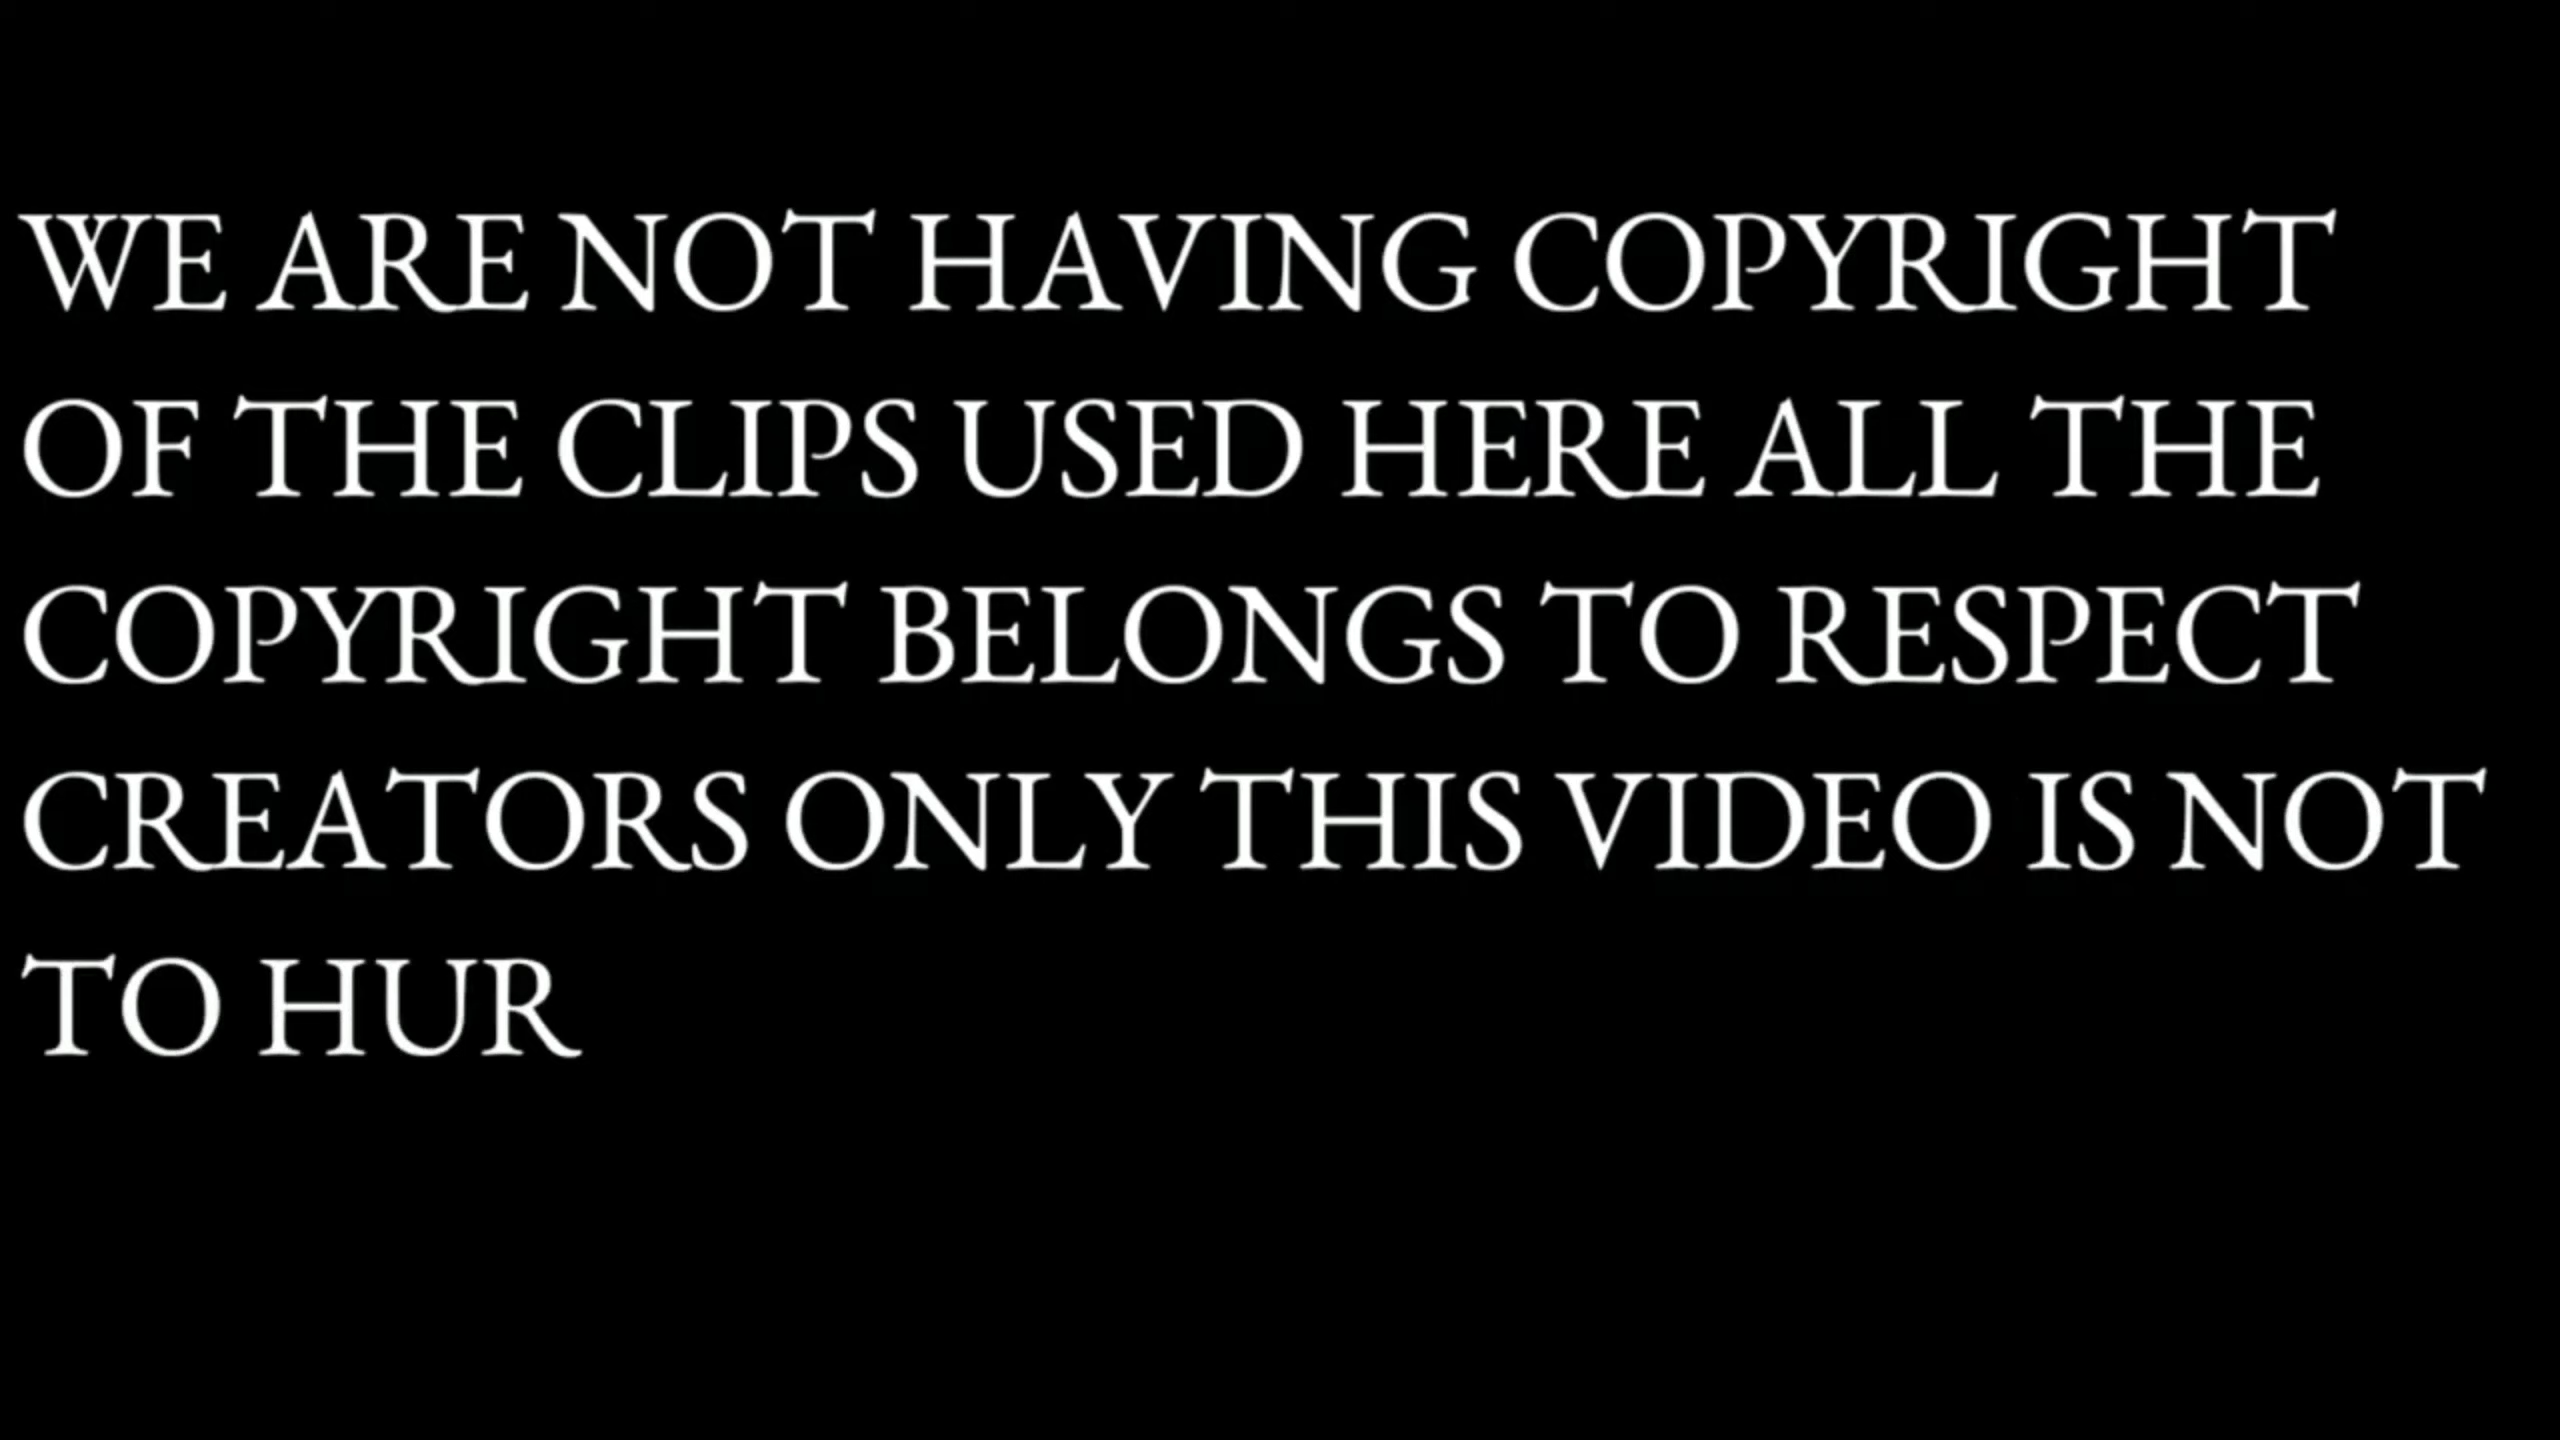 WE ARE NOT HAVING COPYRIGHT
OF THE CLIPS USED HERE ALL THE
COPYRIGHT BELONGS TO RESPECT
CREATORS ONLY THIS VIDEO IS NOT
TO HUR